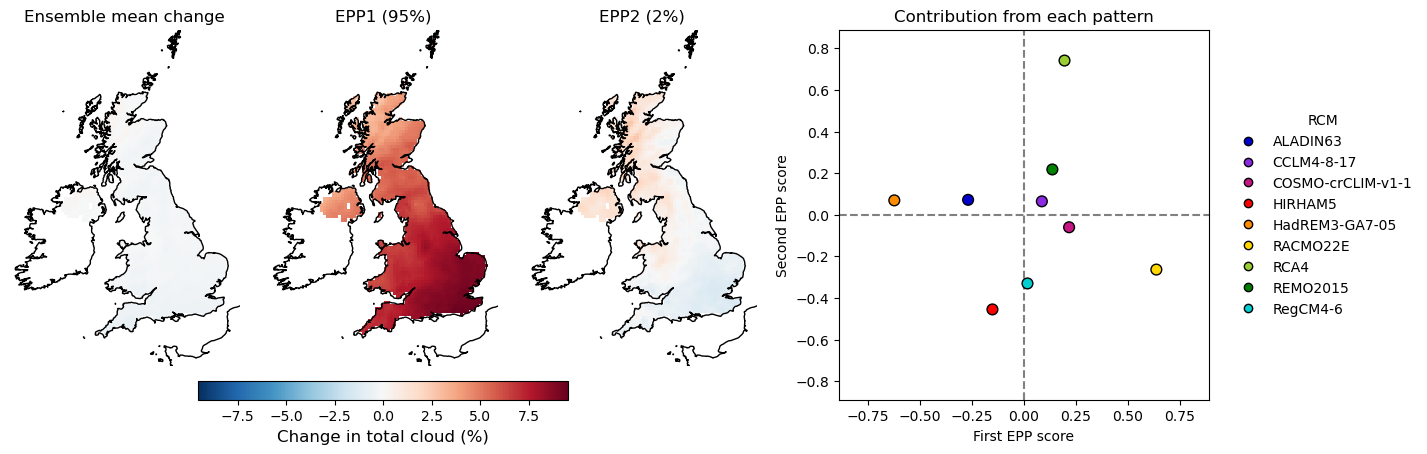 Ensemble mean change
EPP1 (95%)
EPP2 (2%)
−7.5 −5.0 −2.5 0.0 2.5 5.0 7.5
Change in total cloud (%)
Contribution from each pattern
Second EPP score
0.8
0.6
0.4
0.2
0.0
−0.2
−0.4
−0.6
−0.8
−0.75 −0.50 −0.25 0.00 0.25 0.50 0.75
First EPP score
RCM
ALADIN63
CCLM4-8-17
COSMO-crCLIM-v1-1
HIRHAM5
HadREM3-GA7-05
RACMO22E
RCA4
REMO2015
RegCM4-6